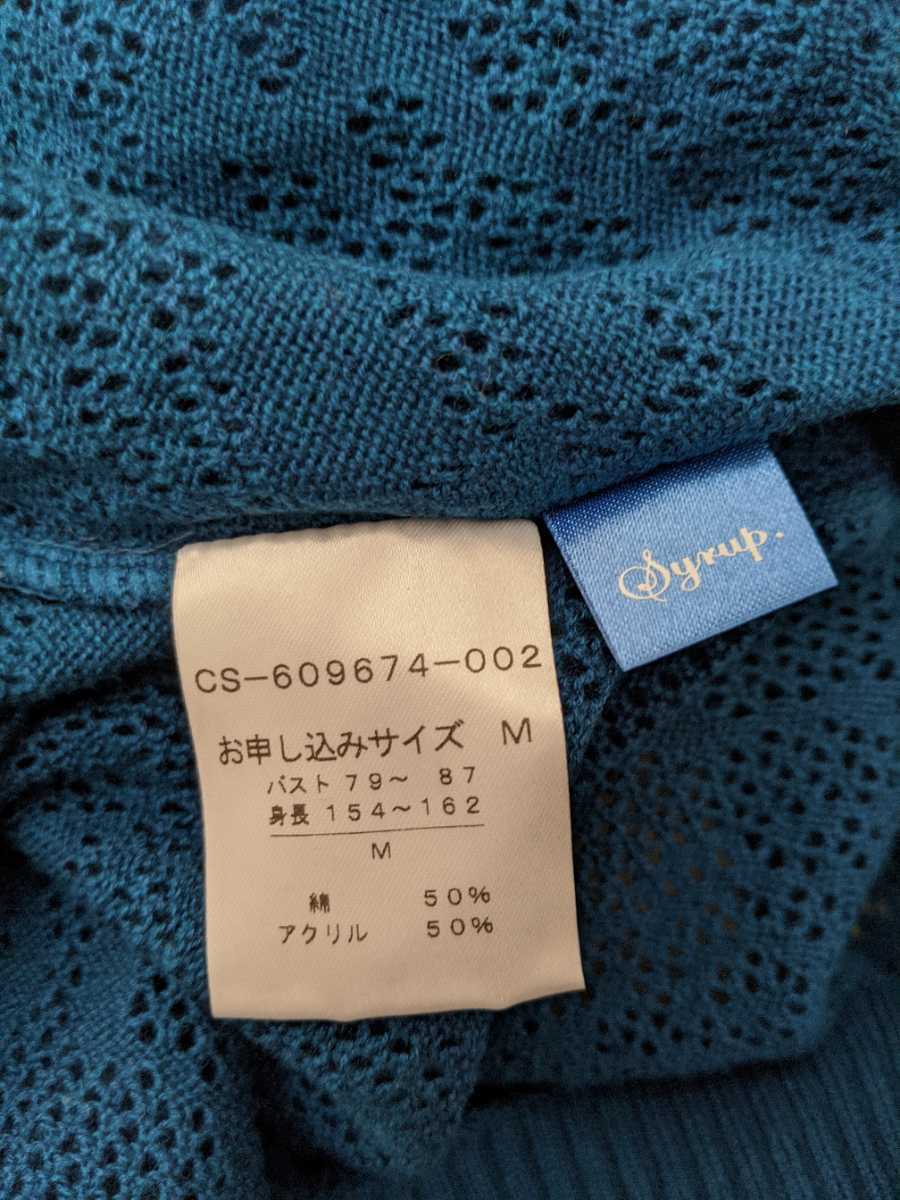 Syrup.
CS-609674-002
お申し込みサイズ M
バスト 79～ 87
身長 154～162
M
綿 50%
アクリル 50%